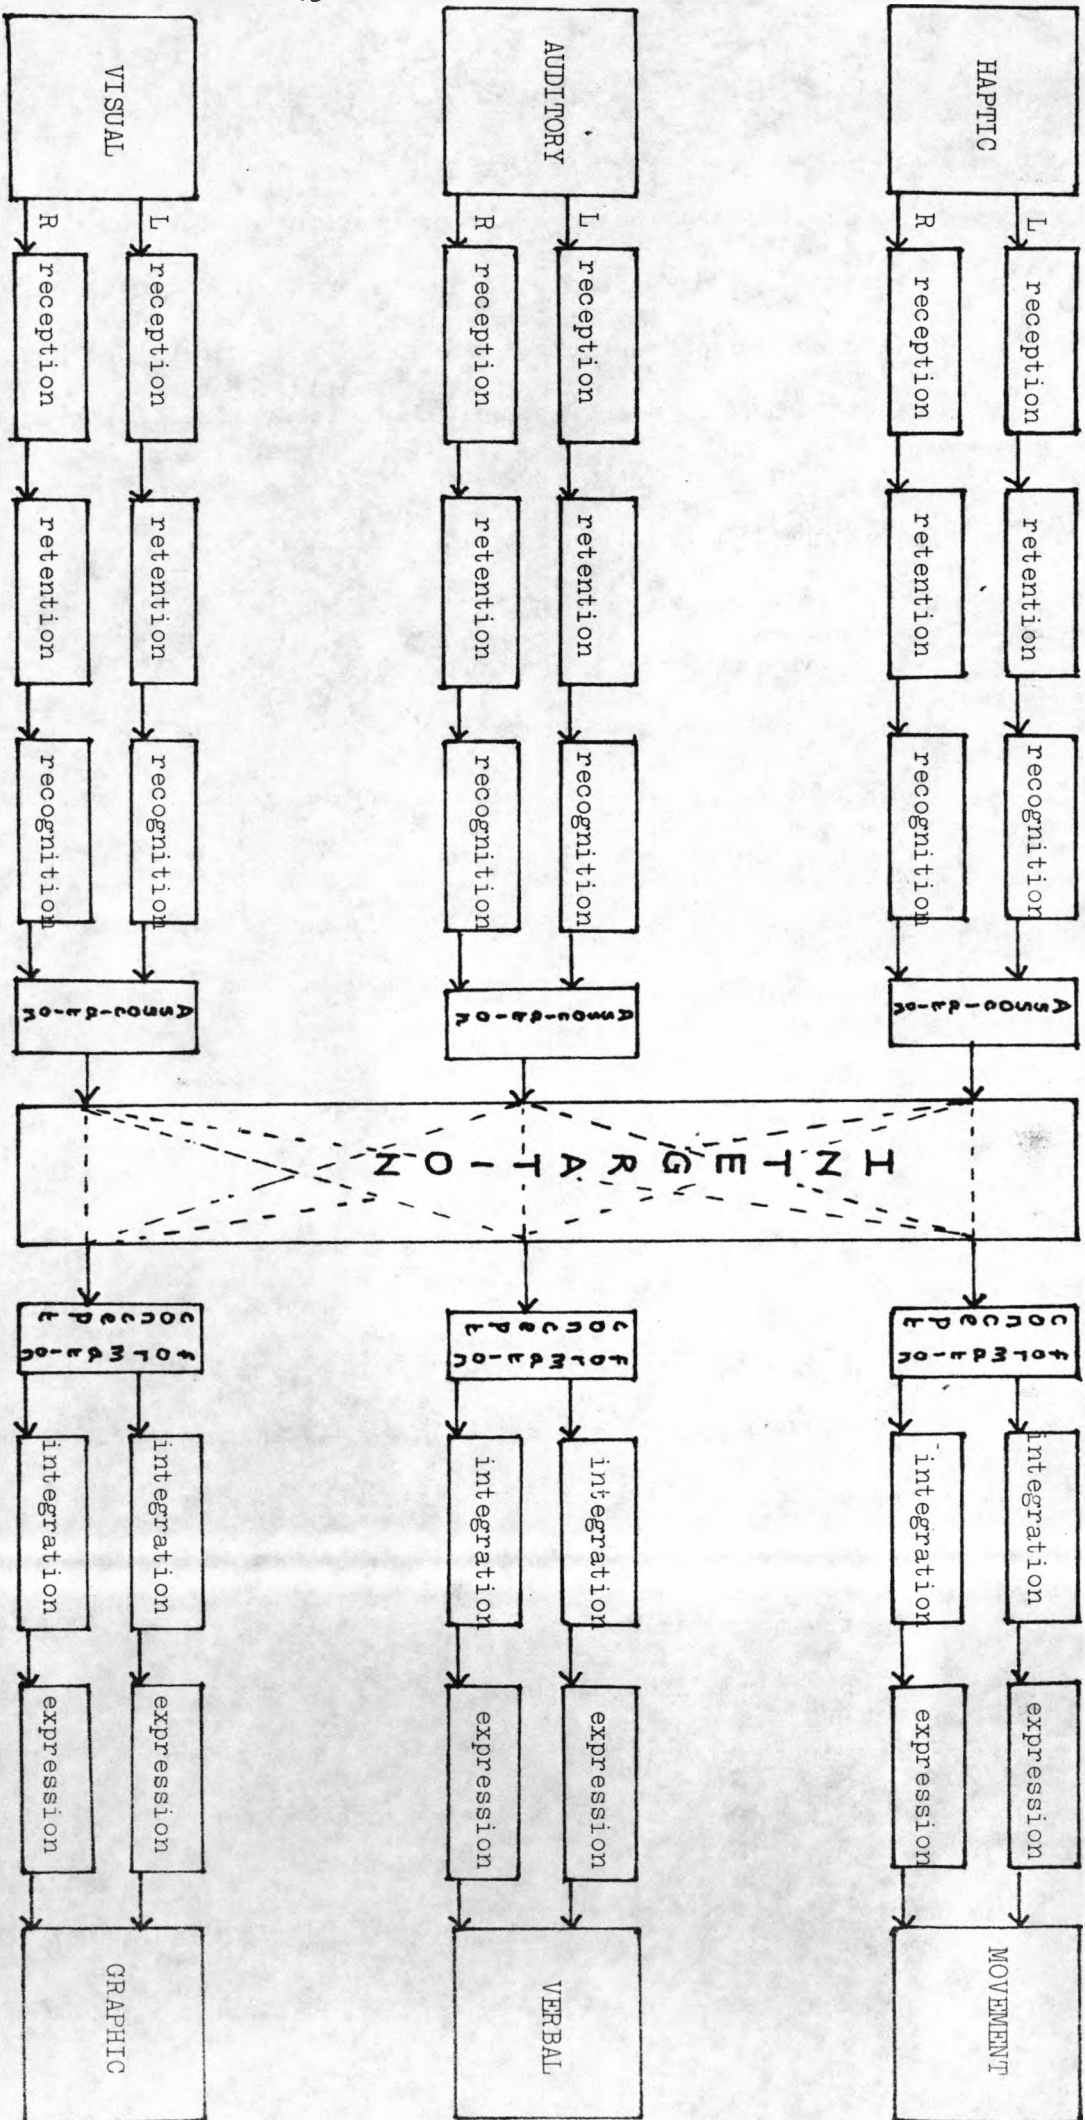 HAPTIC
L
reception
retention
recognition
R
reception
retention
recognition
Association
concept
formation
integration
expression
integration
expression
MOVEMENT
INTEGRATION
AUDITORY
L
reception
retention
recognition
R
reception
retention
recognition
Association
concept
formation
integration
expression
integration
expression
VERBAL
VISUAL
L
reception
retention
recognition
R
reception
retention
recognition
Association
concept
formation
integration
expression
integration
expression
GRAPHIC